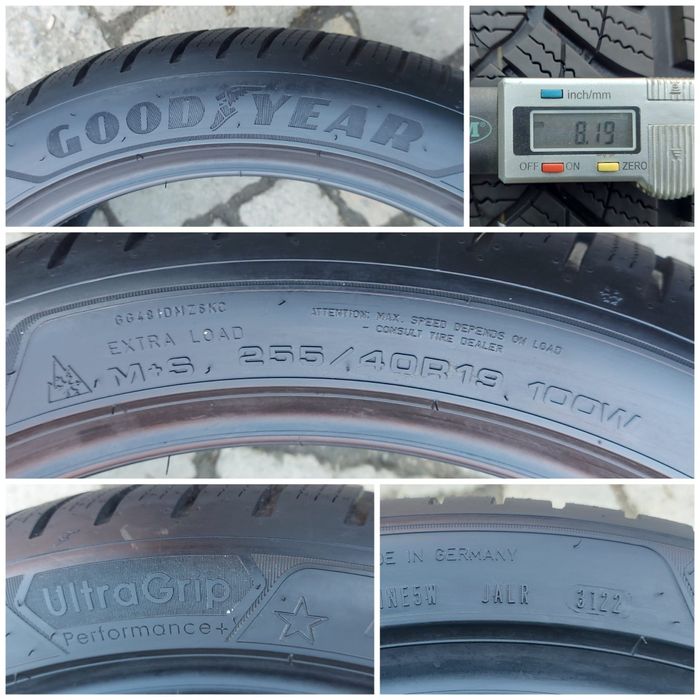 GOODYEAR
inch/mm
8.19
OFF ON ZERO
EXTRA LOAD
ATTENTION: MAX. SPEED DEPENDS ON LOAD
- CONSULT TIRE DEALER
M+S 255/40R19 100W
UltraGrip
Performance+
DE IN GERMANY
NE5W JALR 3122